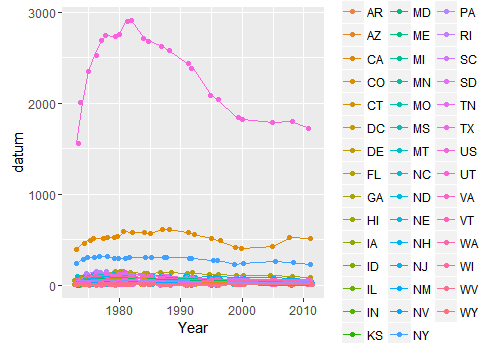 datum
3000
2000
1000
0
1980
1990
2000
2010
Year
AR
AZ
CA
CO
CT
DC
DE
FL
GA
HI
IA
ID
IL
IN
KS
MD
ME
MI
MN
MO
MS
MT
NC
ND
NE
NH
NJ
NM
NV
NY
PA
RI
SC
SD
TN
TX
US
UT
VA
VT
WA
WI
WV
WY